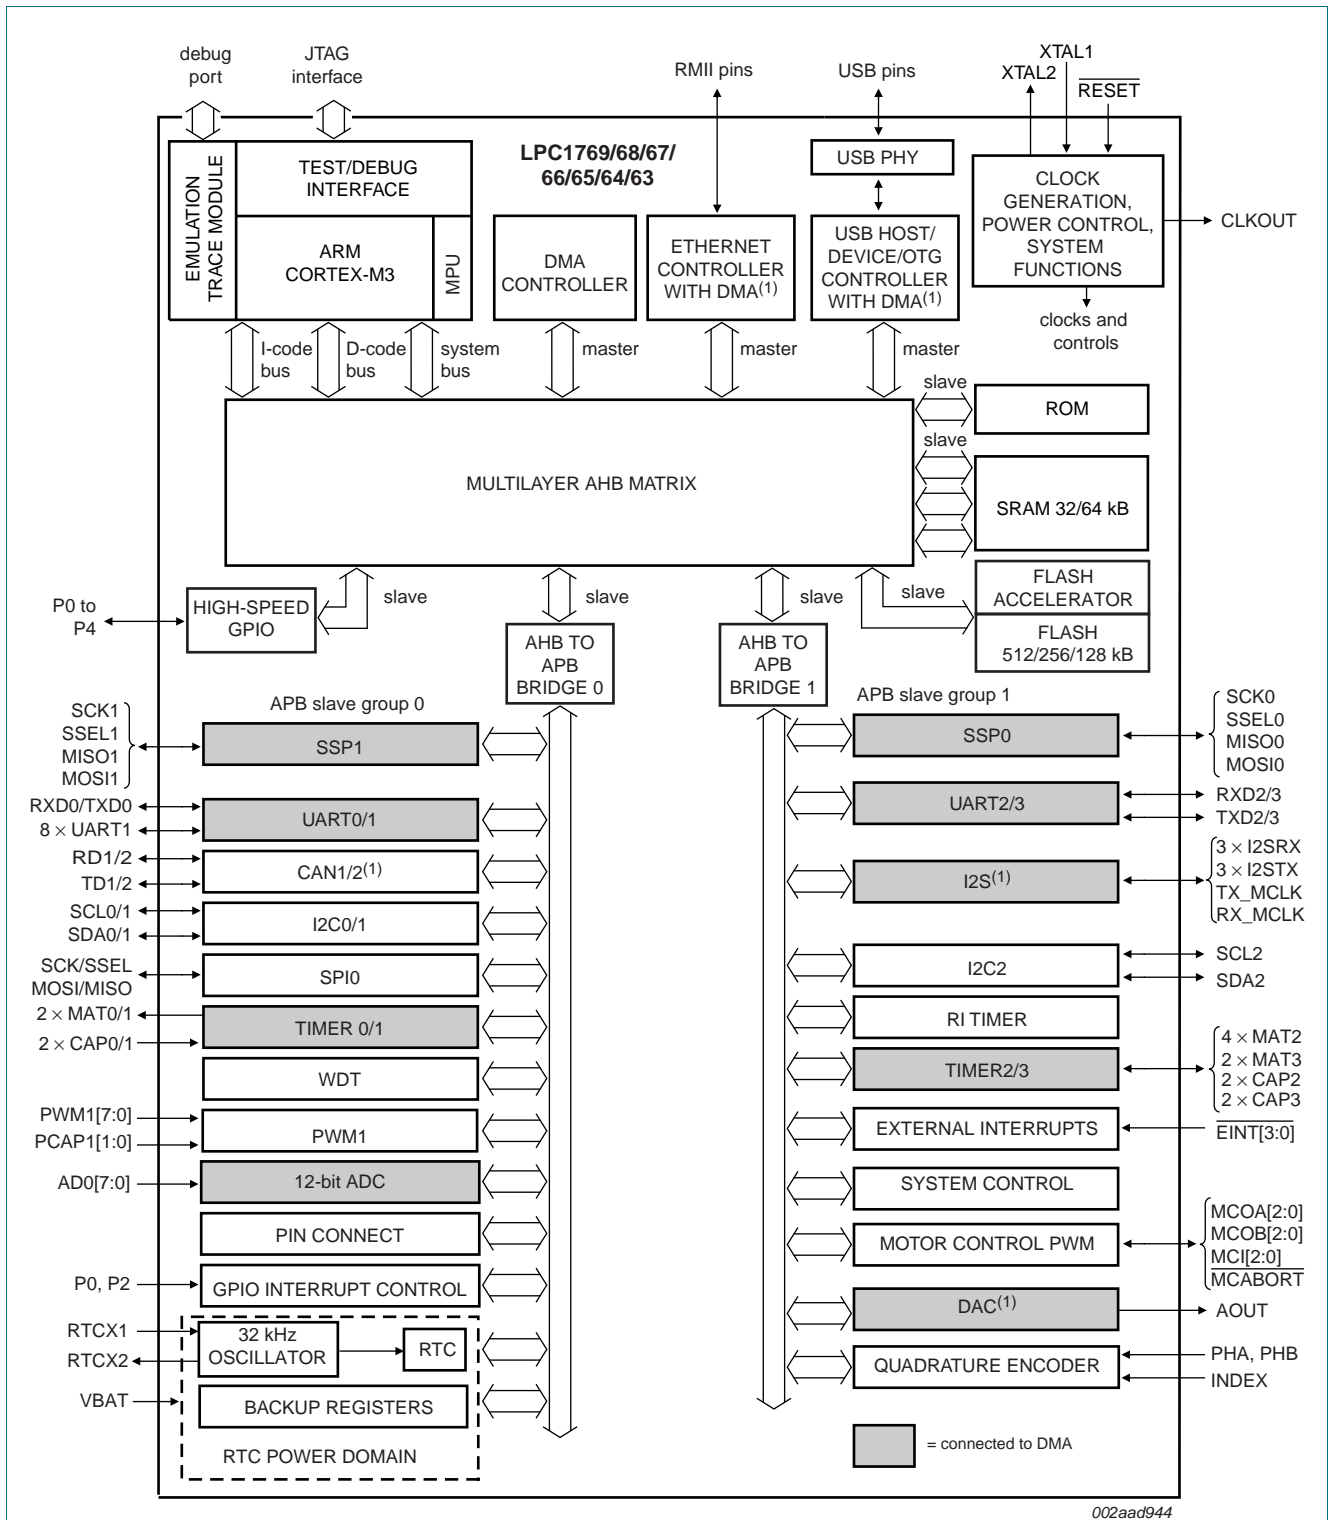 debug
port
JTAG
interface
RMII pins
USB pins
XTAL1
XTAL2
RESET
LPC1769/68/67/
66/65/64/63
EMULATION
TRACE MODULE
TEST/DEBUG
INTERFACE
ARM
CORTEX-M3
MPU
DMA
CONTROLLER
ETHERNET
CONTROLLER
WITH DMA(1)
USB PHY
USB HOST/
DEVICE/OTG
CONTROLLER
WITH DMA(1)
CLOCK
GENERATION,
POWER CONTROL,
SYSTEM
FUNCTIONS
CLKOUT
clocks and
controls
I-code
bus
D-code
bus
system
bus
master
master
master
slave
ROM
slave
MULTILAYER AHB MATRIX
SRAM 32/64 kB
P0 to
P4
HIGH-SPEED
GPIO
slave
slave
slave
slave
FLASH
ACCELERATOR
FLASH
512/256/128 kB
AHB TO
APB
BRIDGE 0
AHB TO
APB
BRIDGE 1
APB slave group 0
SCK1
SSEL1
MISO1
MOSI1
SSP1
RXD0/TXD0
8 × UART1
UART0/1
RD1/2
TD1/2
CAN1/2(1)
SCL0/1
SDA0/1
I2C0/1
SCK/SSEL
MOSI/MISO
SPI0
2 × MAT0/1
2 × CAP0/1
TIMER 0/1
WDT
PWM1[7:0]
PCAP1[1:0]
PWM1
AD0[7:0]
12-bit ADC
PIN CONNECT
P0, P2
GPIO INTERRUPT CONTROL
RTCX1
RTCX2
32 kHz
OSCILLATOR
RTC
VBAT
BACKUP REGISTERS
RTC POWER DOMAIN
APB slave group 1
SSP0
SCK0
SSEL0
MISO0
MOSI0
UART2/3
RXD2/3
TXD2/3
I2S(1)
3 × I2SRX
3 × I2STX
TX_MCLK
RX_MCLK
I2C2
SCL2
SDA2
RI TIMER
TIMER2/3
4 × MAT2
2 × MAT3
2 × CAP2
2 × CAP3
EXTERNAL INTERRUPTS
EINT[3:0]
SYSTEM CONTROL
MOTOR CONTROL PWM
MCOA[2:0]
MCOB[2:0]
MCI[2:0]
MCABORT
DAC(1)
AOUT
QUADRATURE ENCODER
PHA, PHB
INDEX
= connected to DMA
002aad944